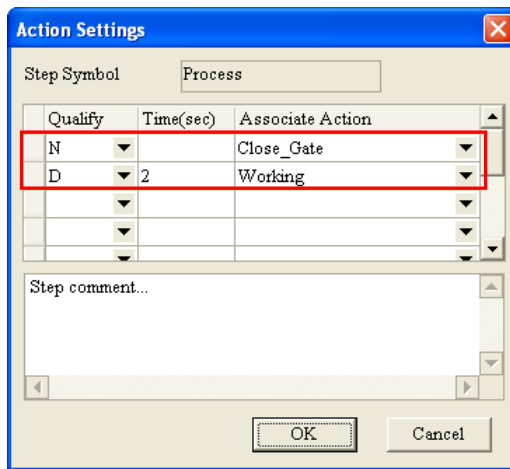 Action Settings
Step Symbol Process
Qualify Time(sec) Associate Action
N Close_Gate
D 2 Working
Step comment...
OK Cancel